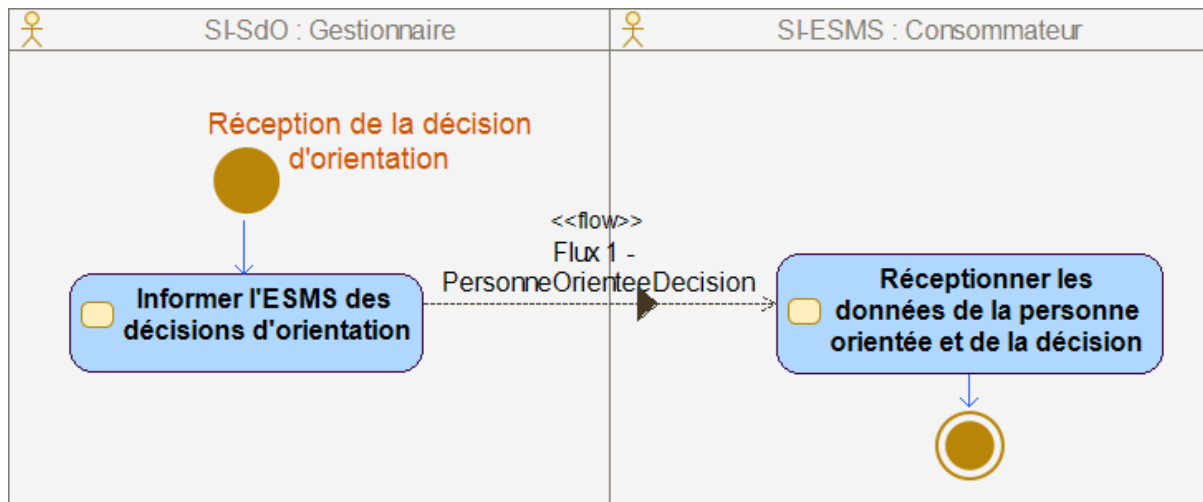 SI-SdO : Gestionnaire
SI-ESMS : Consommateur
Réception de la décision
d'orientation
<<flow>>
Flux 1 -
PersonneOrienteeDecision
Informer l'ESMS des
décisions d'orientation
Réceptionner les
données de la personne
orientée et de la décision